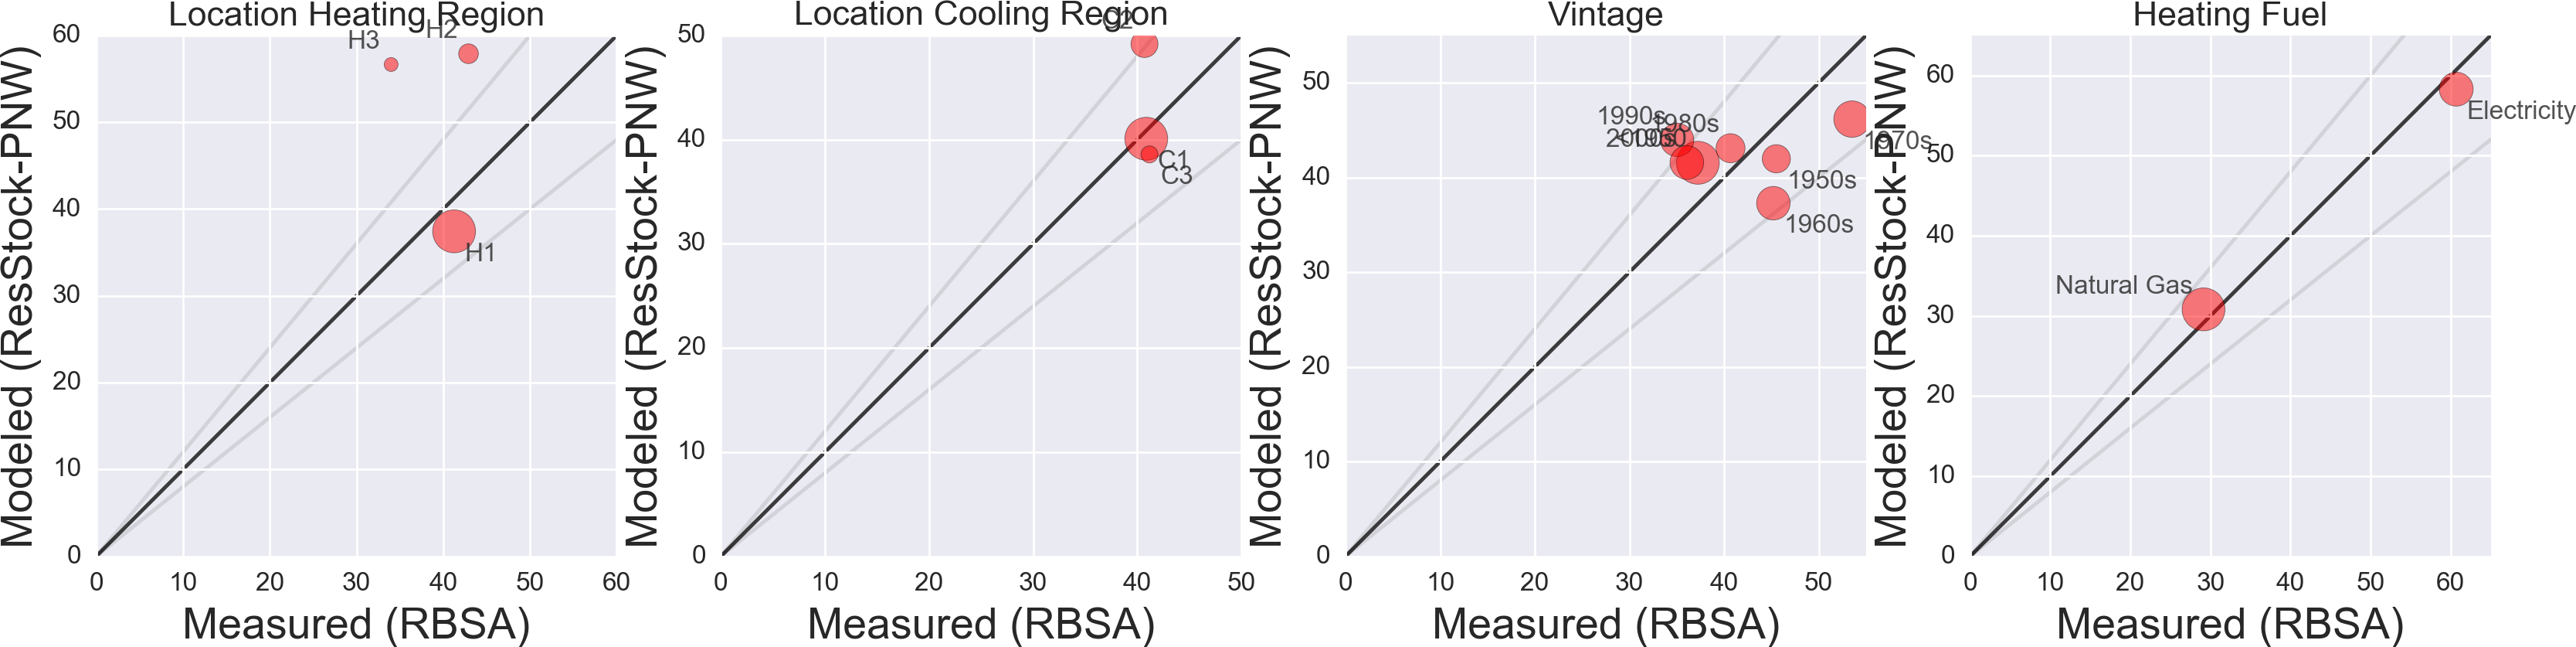 Location Heating Region
Modeled (ResStock-PNW)
60
50
40
30
20
10
0
H3
H2
H1
0 10 20 30 40 50 60
Measured (RBSA)
Location Cooling Region
Modeled (ResStock-PNW)
50
40
30
20
10
0
C2
C1
C3
0 10 20 30 40 50
Measured (RBSA)
Vintage
Modeled (ResStock-PNW)
50
40
30
20
10
0
1990s
1980s
2000s
<1950
1970s
1950s
1960s
0 10 20 30 40 50
Measured (RBSA)
Heating Fuel
Modeled (ResStock-PNW)
60
50
40
30
20
10
0
Electricity
Natural Gas
0 10 20 30 40 50 60
Measured (RBSA)